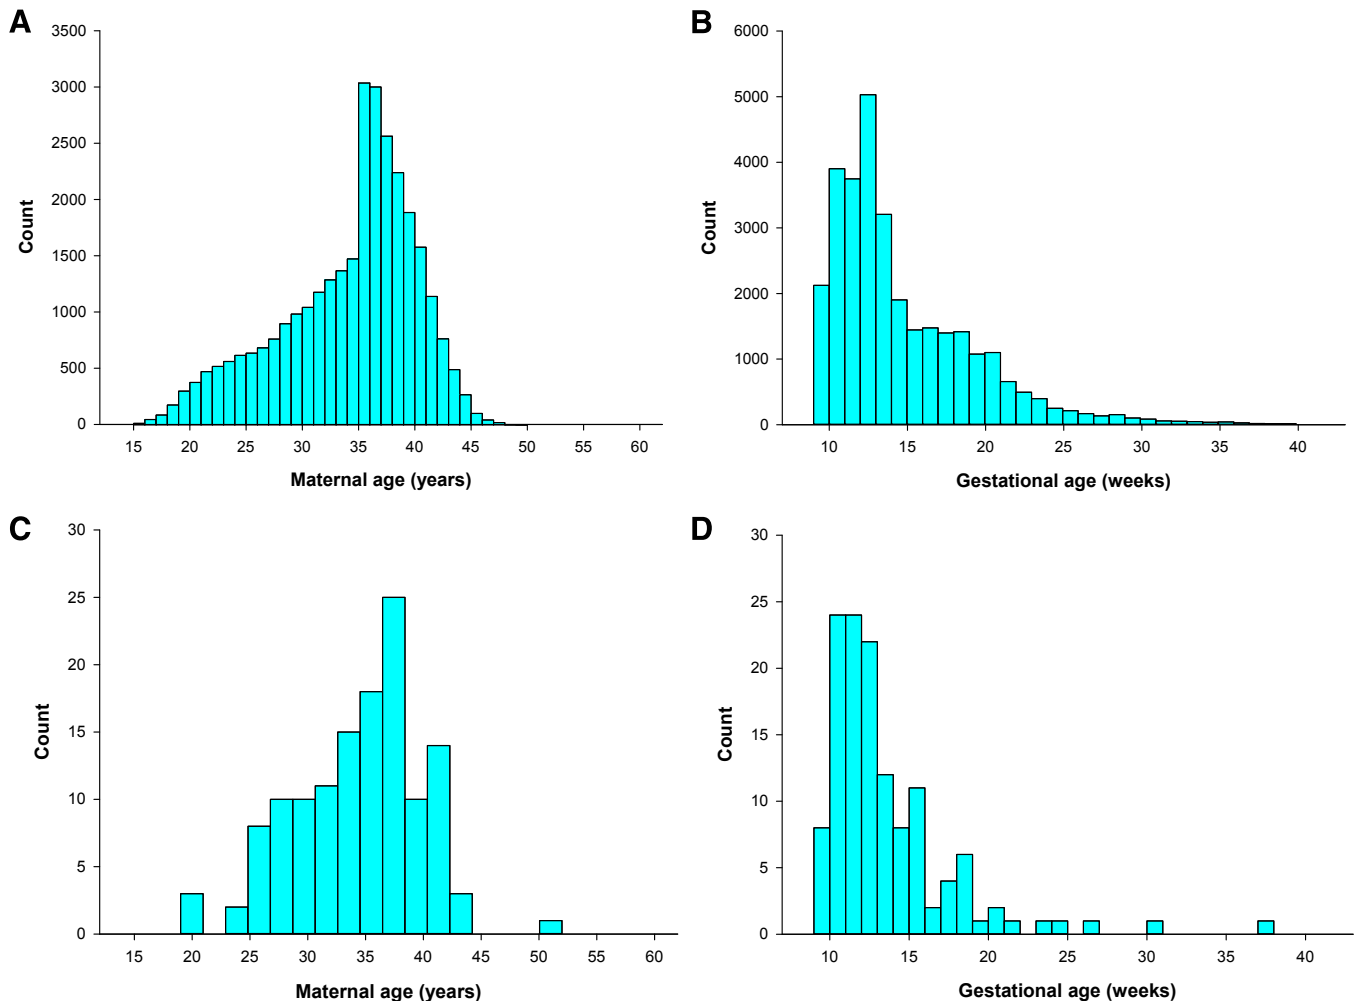 A
3500
3000
2500
2000
1500
1000
500
0
Count
15 20 25 30 35 40 45 50 55 60
Maternal age (years)
B
6000
5000
4000
3000
2000
1000
0
Count
10 15 20 25 30 35 40
Gestational age (weeks)
C
30
25
20
15
10
5
0
Count
15 20 25 30 35 40 45 50 55 60
Maternal age (years)
D
30
25
20
15
10
5
0
Count
10 15 20 25 30 35 40
Gestational age (weeks)